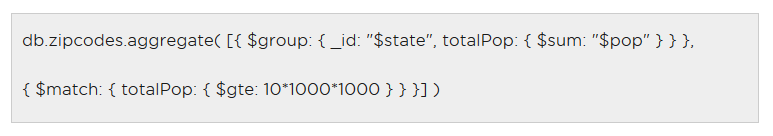 db.zipcodes.aggregate( [{ $group: { _id: "$state", totalPop: { $sum: "$pop" } } },
{ $match: { totalPop: { $gte: 10*1000*1000 } } }] )